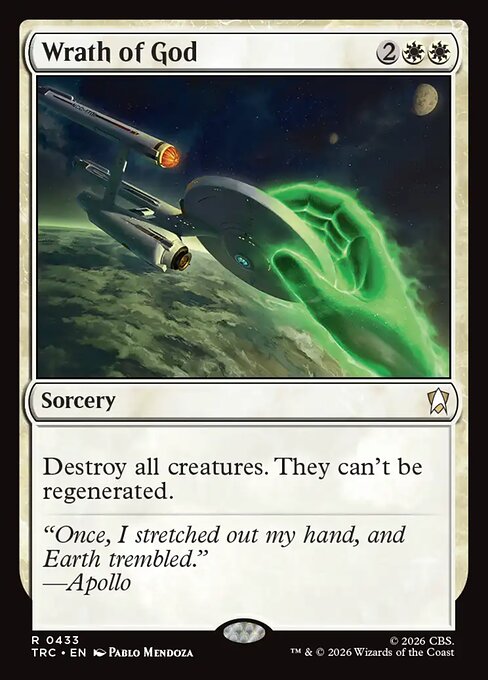 Wrath of God 2
Sorcery
Destroy all creatures. They can’t be
regenerated.
“Once, I stretched out my hand, and
Earth trembled.”
—Apollo
R 0433
TRC • EN Pablo Mendoza
© 2026 CBS.
™ & © 2026 Wizards of the Coast